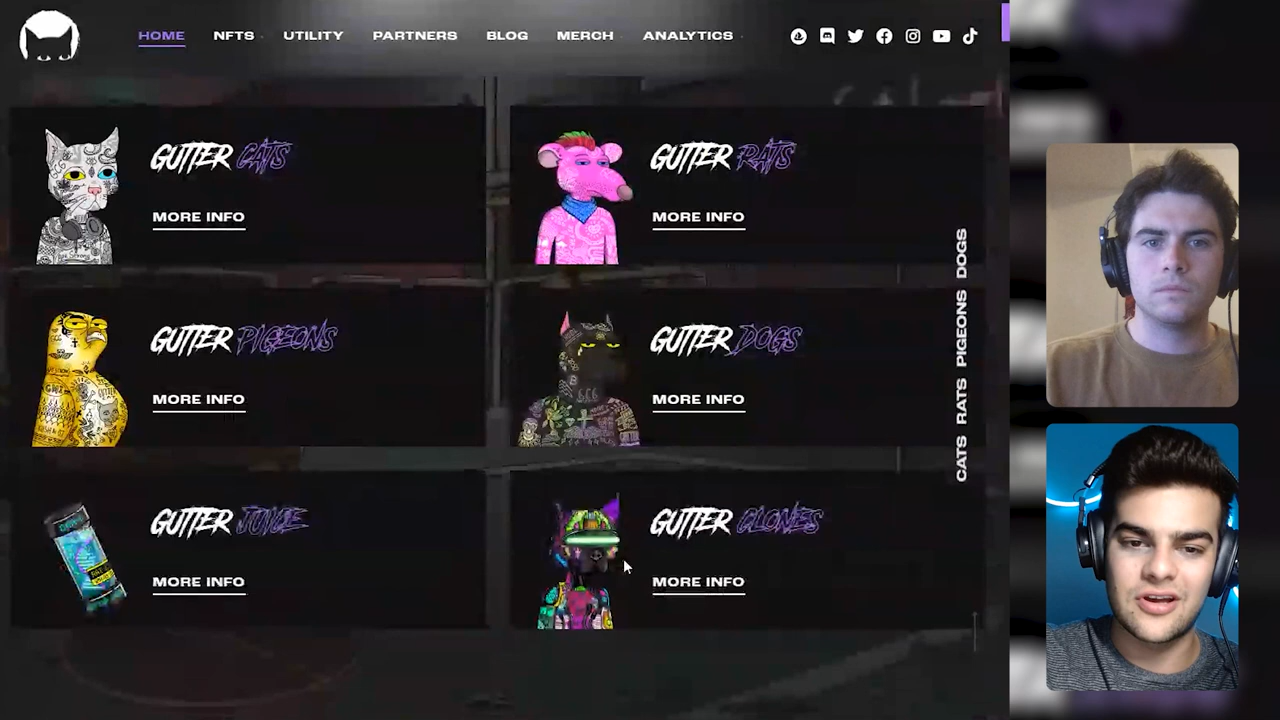 HOME NFTS UTILITY PARTNERS BLOG MERCH ANALYTICS
GUTTER CATS
MORE INFO
GUTTER RATS
MORE INFO
GUTTER PIGEONS
MORE INFO
GUTTER DOGS
MORE INFO
GUTTER JUICE
MORE INFO
GUTTER CLONES
MORE INFO
CATS RATS PIGEONS DOGS